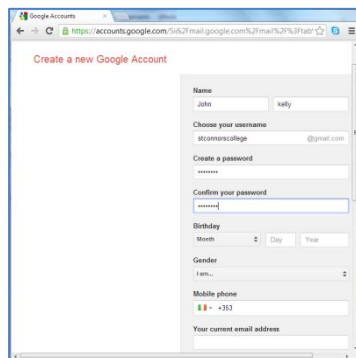 Google Accounts
https://accounts.google.com/
Create a new Google Account
Name
John kelly
Choose your username
stconnorscollege @gmail.com
Create a password
••••••••
Confirm your password
••••••••
Birthday
Month Day Year
Gender
I am...
Mobile phone
+353
Your current email address